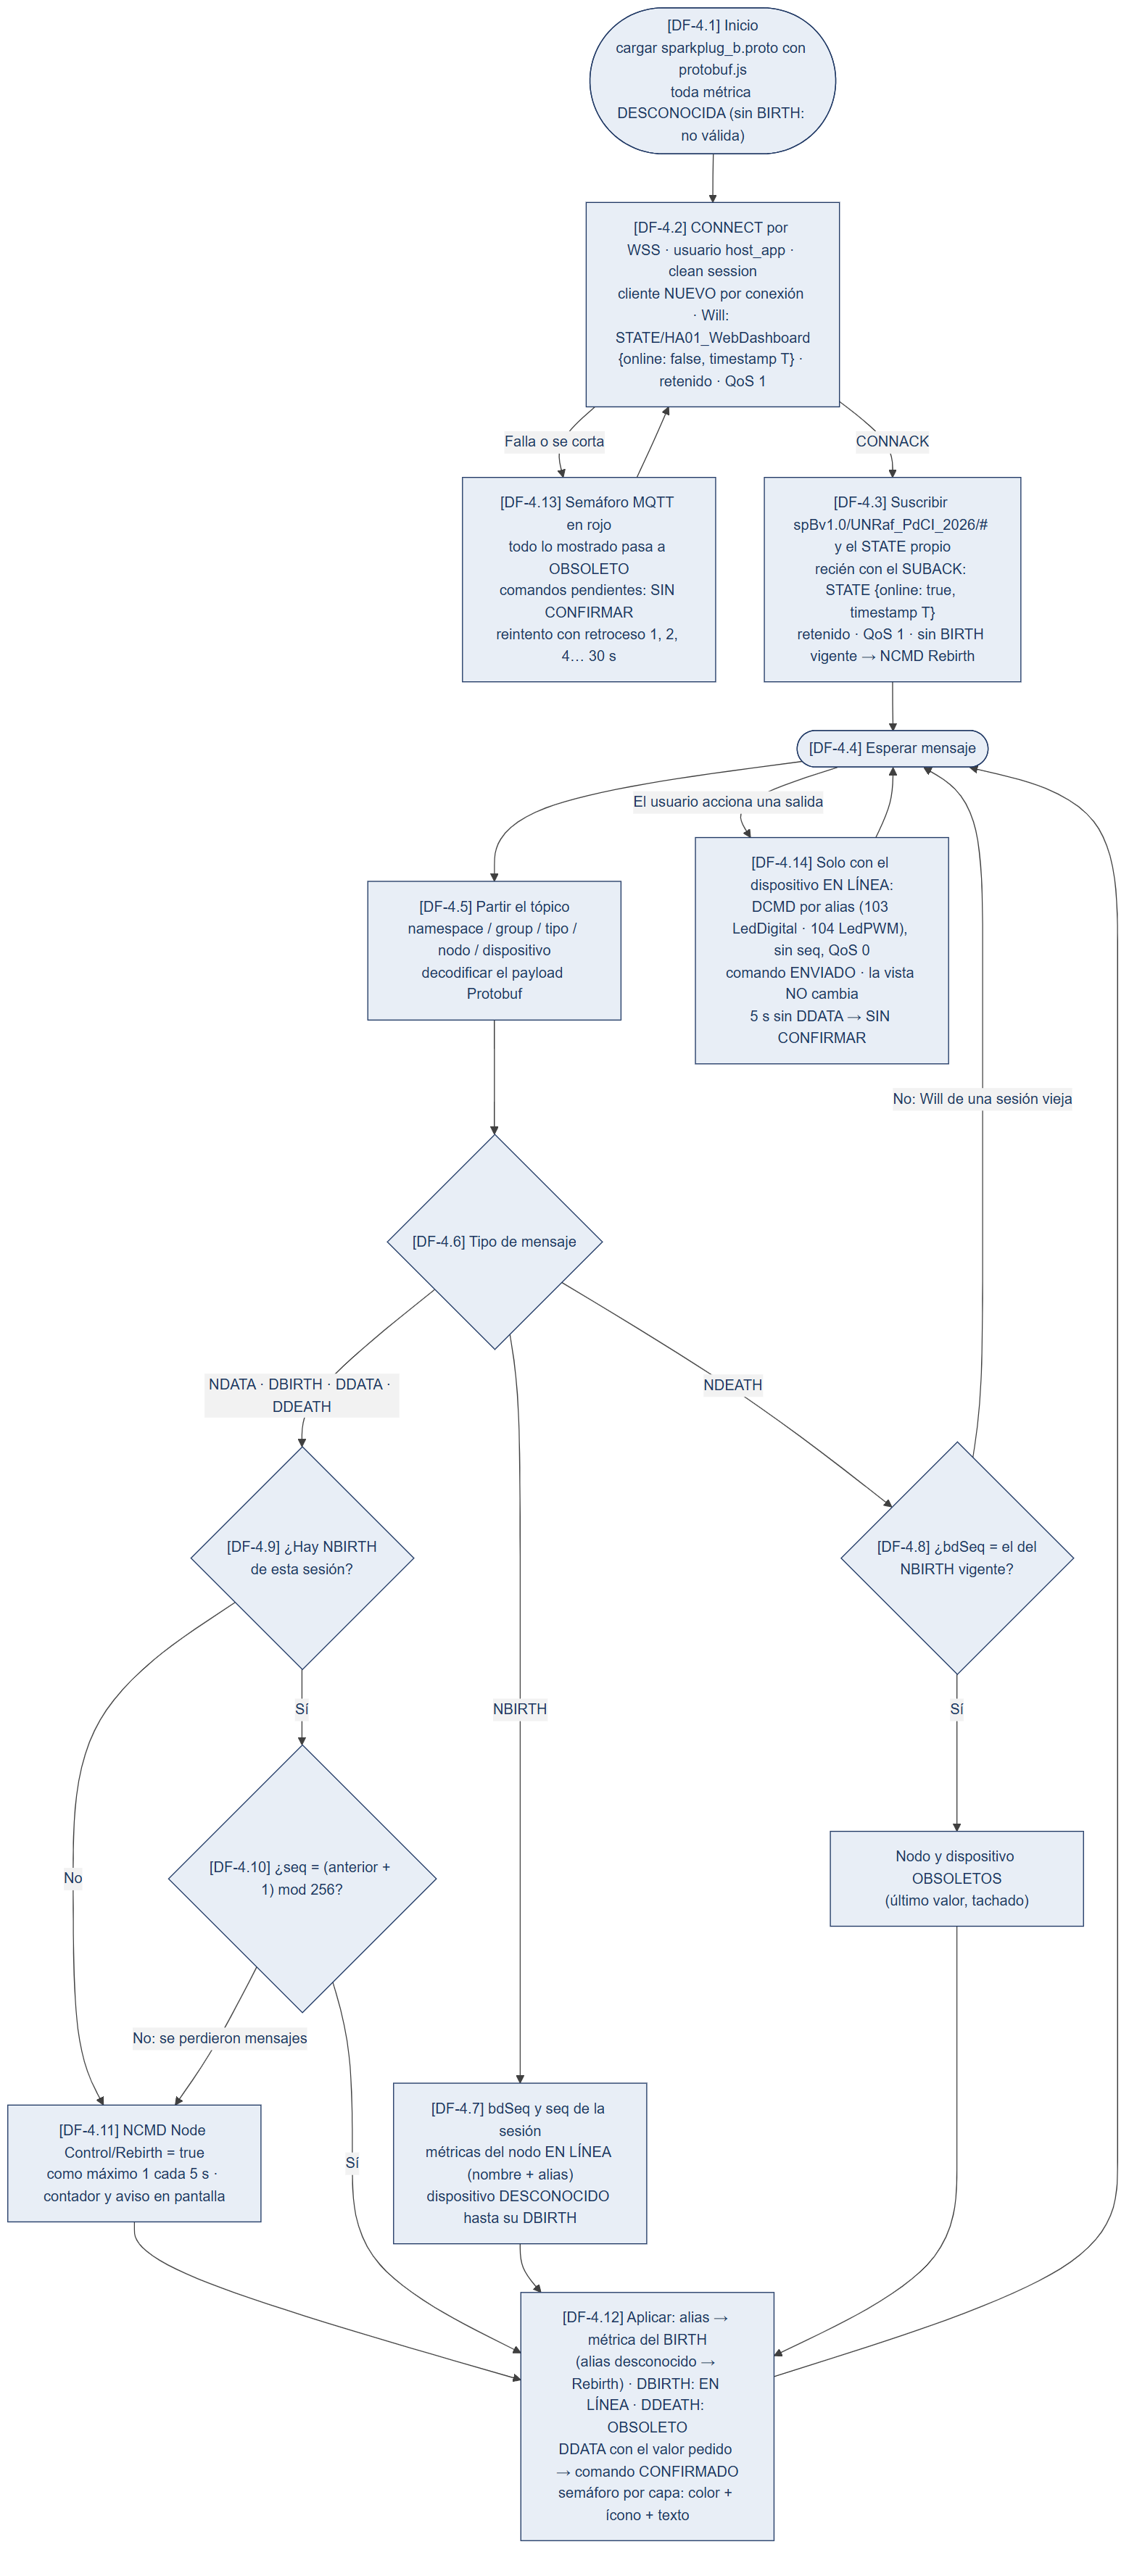 [DF-4.1] Inicio
cargar sparkplug_b.proto con
protobuf.js
toda métrica
DESCONOCIDA (sin BIRTH:
no válida)
[DF-4.2] CONNECT por
WSS · usuario host_app ·
clean session
cliente NUEVO por conexión
· Will:
STATE/HA01_WebDashboard
{online: false, timestamp T} ·
retenido · QoS 1
Falla o se corta
CONNACK
[DF-4.13] Semáforo MQTT
en rojo
todo lo mostrado pasa a
OBSOLETO
comandos pendientes: SIN
CONFIRMAR
reintento con retroceso 1, 2,
4… 30 s
[DF-4.3] Suscribir
spBv1.0/UNRaf_PdCI_2026/#
y el STATE propio
recién con el SUBACK:
STATE {online: true,
timestamp T}
retenido · QoS 1 · sin BIRTH
vigente → NCMD Rebirth
[DF-4.4] Esperar mensaje
El usuario acciona una salida
[DF-4.5] Partir el tópico
namespace / group / tipo /
nodo / dispositivo
decodificar el payload
Protobuf
[DF-4.14] Solo con el
dispositivo EN LÍNEA:
DCMD por alias (103
LedDigital · 104 LedPWM),
sin seq, QoS 0
comando ENVIADO · la vista
NO cambia
5 s sin DDATA → SIN
CONFIRMAR
No: Will de una sesión vieja
[DF-4.6] Tipo de mensaje
NDATA · DBIRTH · DDATA ·
DDEATH
NDEATH
[DF-4.9] ¿Hay NBIRTH
de esta sesión?
[DF-4.8] ¿bdSeq = el del
NBIRTH vigente?
Sí
NBIRTH
Sí
No
[DF-4.10] ¿seq = (anterior +
1) mod 256?
Nodo y dispositivo
OBSOLETOS
(último valor, tachado)
No: se perdieron mensajes
Sí
[DF-4.11] NCMD Node
Control/Rebirth = true
como máximo 1 cada 5 s ·
contador y aviso en pantalla
[DF-4.7] bdSeq y seq de la
sesión
métricas del nodo EN LÍNEA
(nombre + alias)
dispositivo DESCONOCIDO
hasta su DBIRTH
[DF-4.12] Aplicar: alias →
métrica del BIRTH
(alias desconocido →
Rebirth) · DBIRTH: EN
LÍNEA · DDEATH:
OBSOLETO
DDATA con el valor pedido
→ comando CONFIRMADO
semáforo por capa: color +
ícono + texto